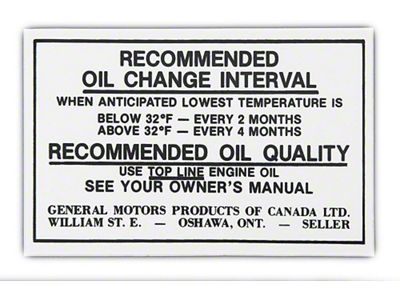 RECOMMENDED
OIL CHANGE INTERVAL
WHEN ANTICIPATED LOWEST TEMPERATURE IS
BELOW 32°F — EVERY 2 MONTHS
ABOVE 32°F — EVERY 4 MONTHS
RECOMMENDED OIL QUALITY
USE TOP LINE ENGINE OIL
SEE YOUR OWNER'S MANUAL
GENERAL MOTORS PRODUCTS OF CANADA LTD.
WILLIAM ST. E. — OSHAWA, ONT. — SELLER